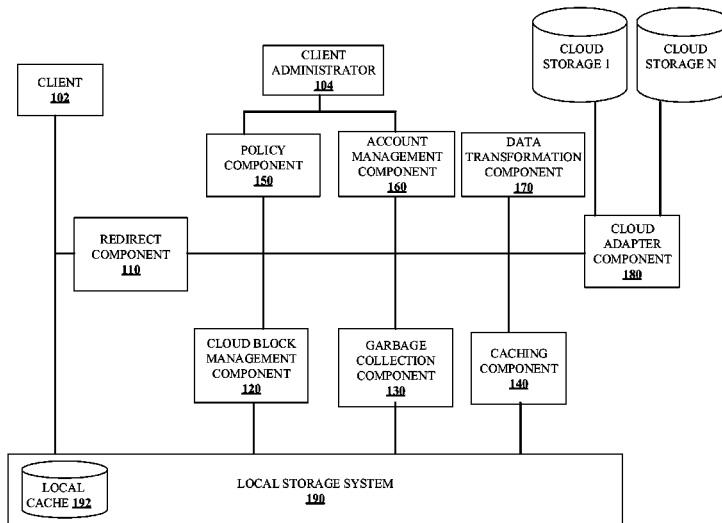 CLOUD
STORAGE 1
CLOUD
STORAGE N
CLIENT
102
CLIENT
ADMINISTRATOR
104
POLICY
COMPONENT
150
ACCOUNT
MANAGEMENT
COMPONENT
160
DATA
TRANSFORMATION
COMPONENT
170
REDIRECT
COMPONENT
110
CLOUD
ADAPTER
COMPONENT
180
CLOUD BLOCK
MANAGEMENT
COMPONENT
120
GARBAGE
COLLECTION
COMPONENT
130
CACHING
COMPONENT
140
LOCAL
CACHE 192
LOCAL STORAGE SYSTEM
190